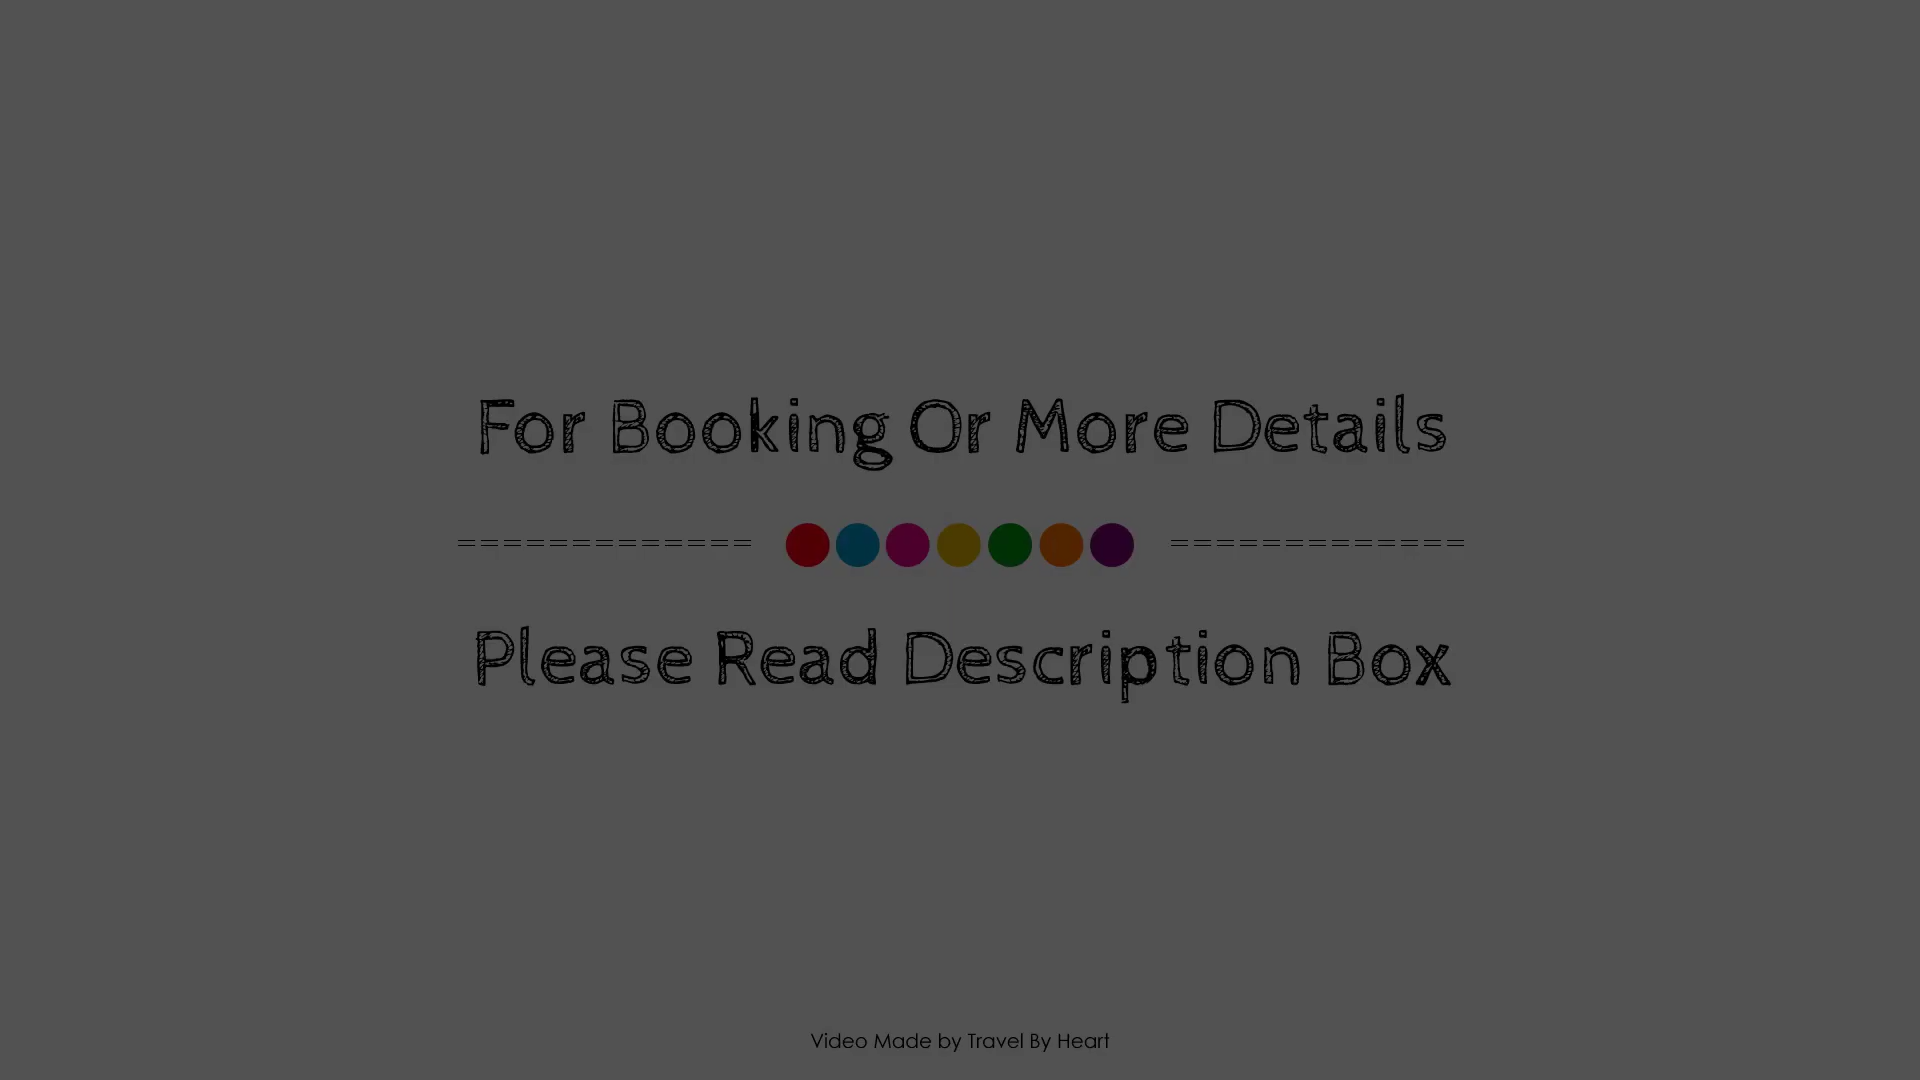 For Booking Or More Details
============= =============
Please Read Description Box
Video Made by Travel By Heart